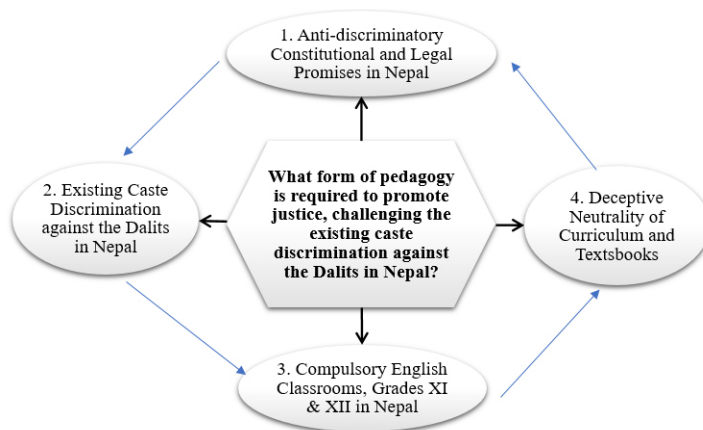 1. Anti-discriminatory
Constitutional and Legal
Promises in Nepal
2. Existing Caste
Discrimination
against the Dalits
in Nepal
What form of pedagogy
is required to promote
justice, challenging the
existing caste
discrimination against
the Dalits in Nepal?
4. Deceptive
Neutrality of
Curriculum and
Textsbooks
3. Compulsory English
Classrooms, Grades XI
& XII in Nepal